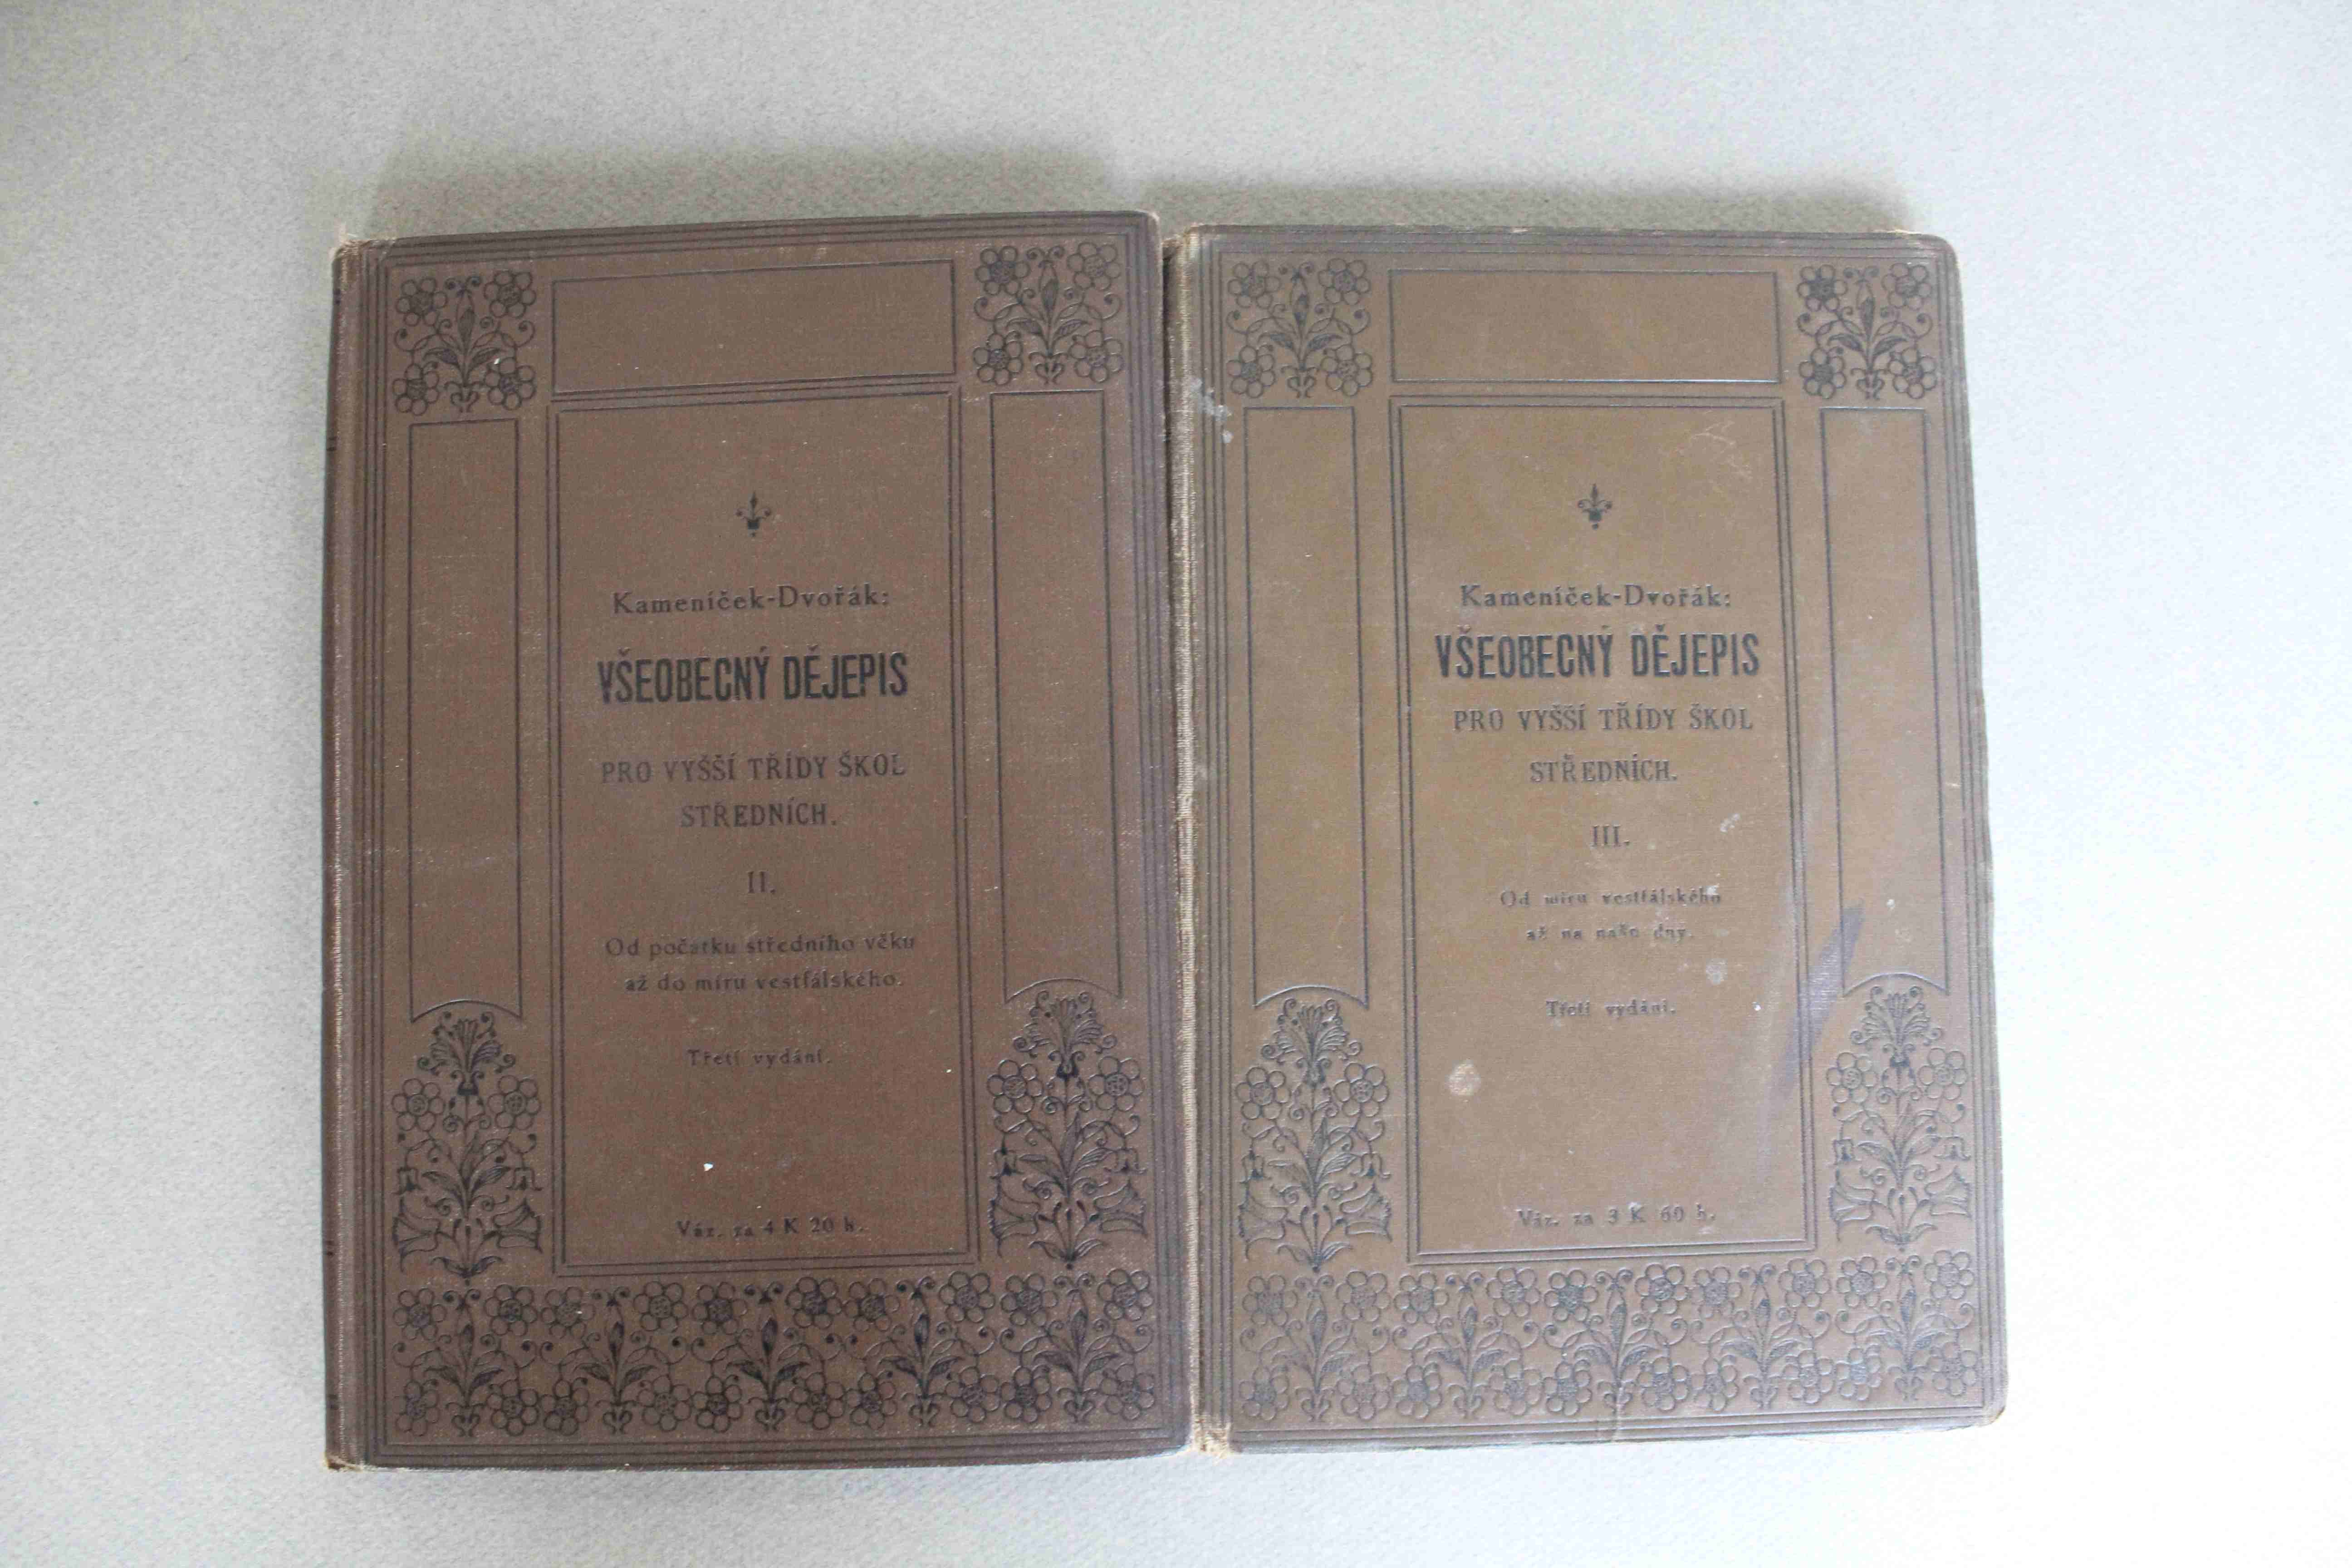 Kameníček-Dvořák:
VŠEOBECNÝ DĚJEPIS
PRO VYŠŠÍ TŘÍDY ŠKOL
STŘEDNÍCH.
II.
Od počátku středního věku
až do míru vestfálského.
Třetí vydání.
Váz. za 4 K 20 h.
Kameníček-Dvořák:
VŠEOBECNÝ DĚJEPIS
PRO VYŠŠÍ TŘÍDY ŠKOL
STŘEDNÍCH.
III.
Od míru vestfálského
až na naše dny.
Třetí vydání.
Váz. za 3 K 60 h.